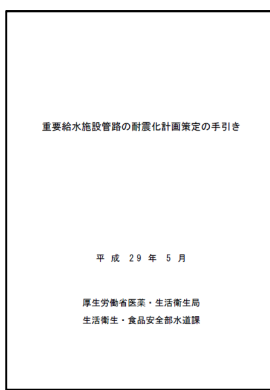 重要給水施設管路の耐震化計画策定の手引き
平 成 29 年 5 月
厚生労働省医薬・生活衛生局
生活衛生・食品安全部水道課